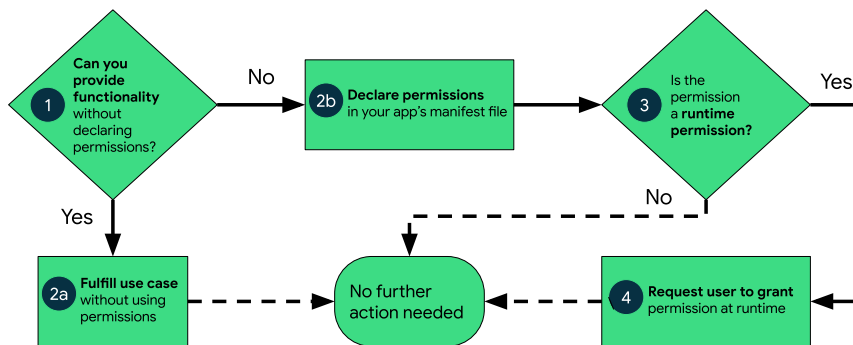 1
Can you
provide
functionality
without
declaring
permissions?
No
2b
Declare permissions
in your app's manifest file
3
Is the
permission
a runtime
permission?
Yes
Yes
No
2a
Fulfill use case
without using
permissions
No further
action needed
4
Request user to grant
permission at runtime